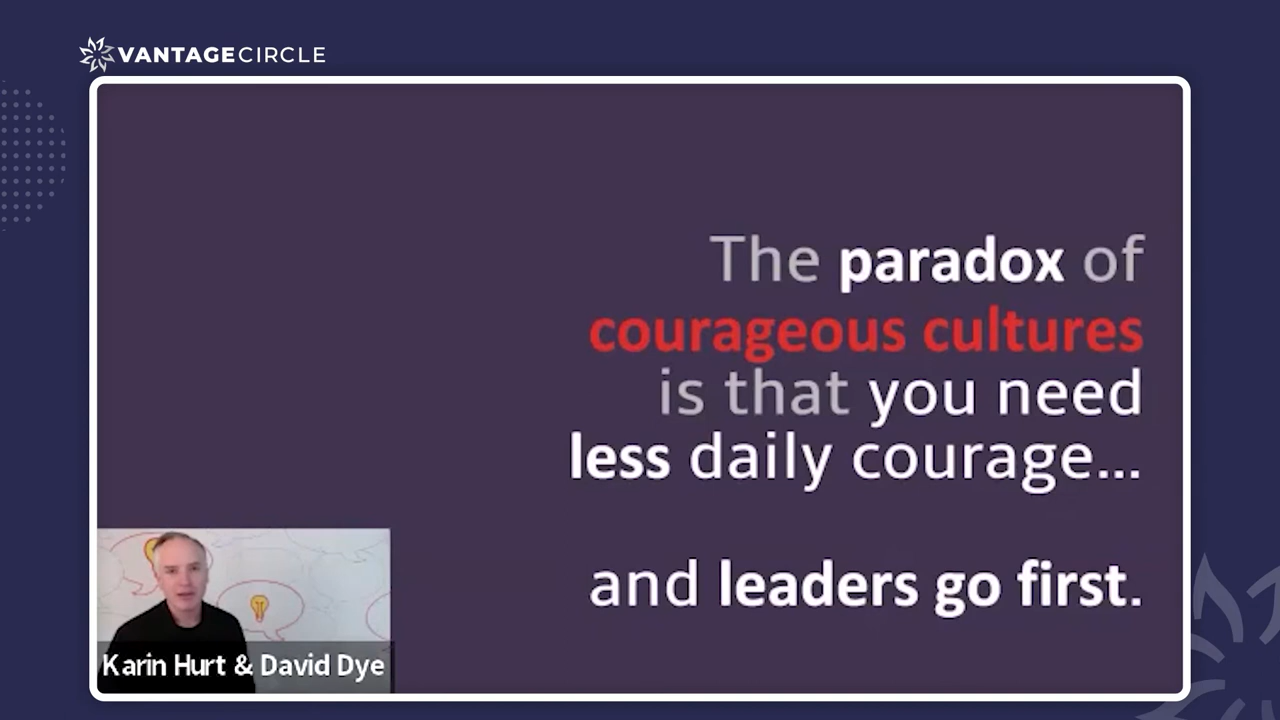 VANTAGECIRCLE
The paradox of
courageous cultures
is that you need
less daily courage...
and leaders go first.
Karin Hurt & David Dye